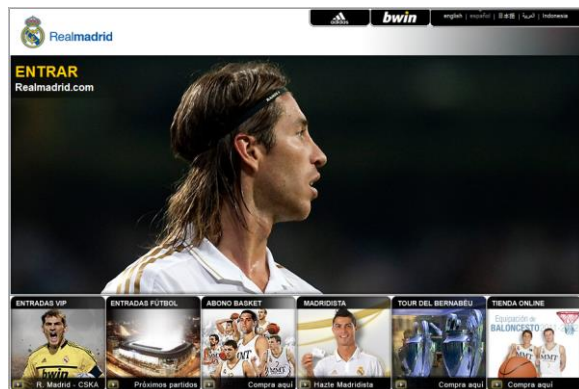 Realmadrid
adidas
bwin
english | español | 日本語 | العربية | Indonesia
ENTRAR
Realmadrid.com
ENTRADAS VIP
ENTRADAS FÚTBOL
ABONO BASKET
MADRIDISTA
TOUR DEL BERNABÉU
TIENDA ONLINE
Equipación de
BALONCESTO
bwin
R. Madrid - CSKA
Próximos partidos
Compra aquí
Hazte Madridista
Compra aquí
Compra aquí